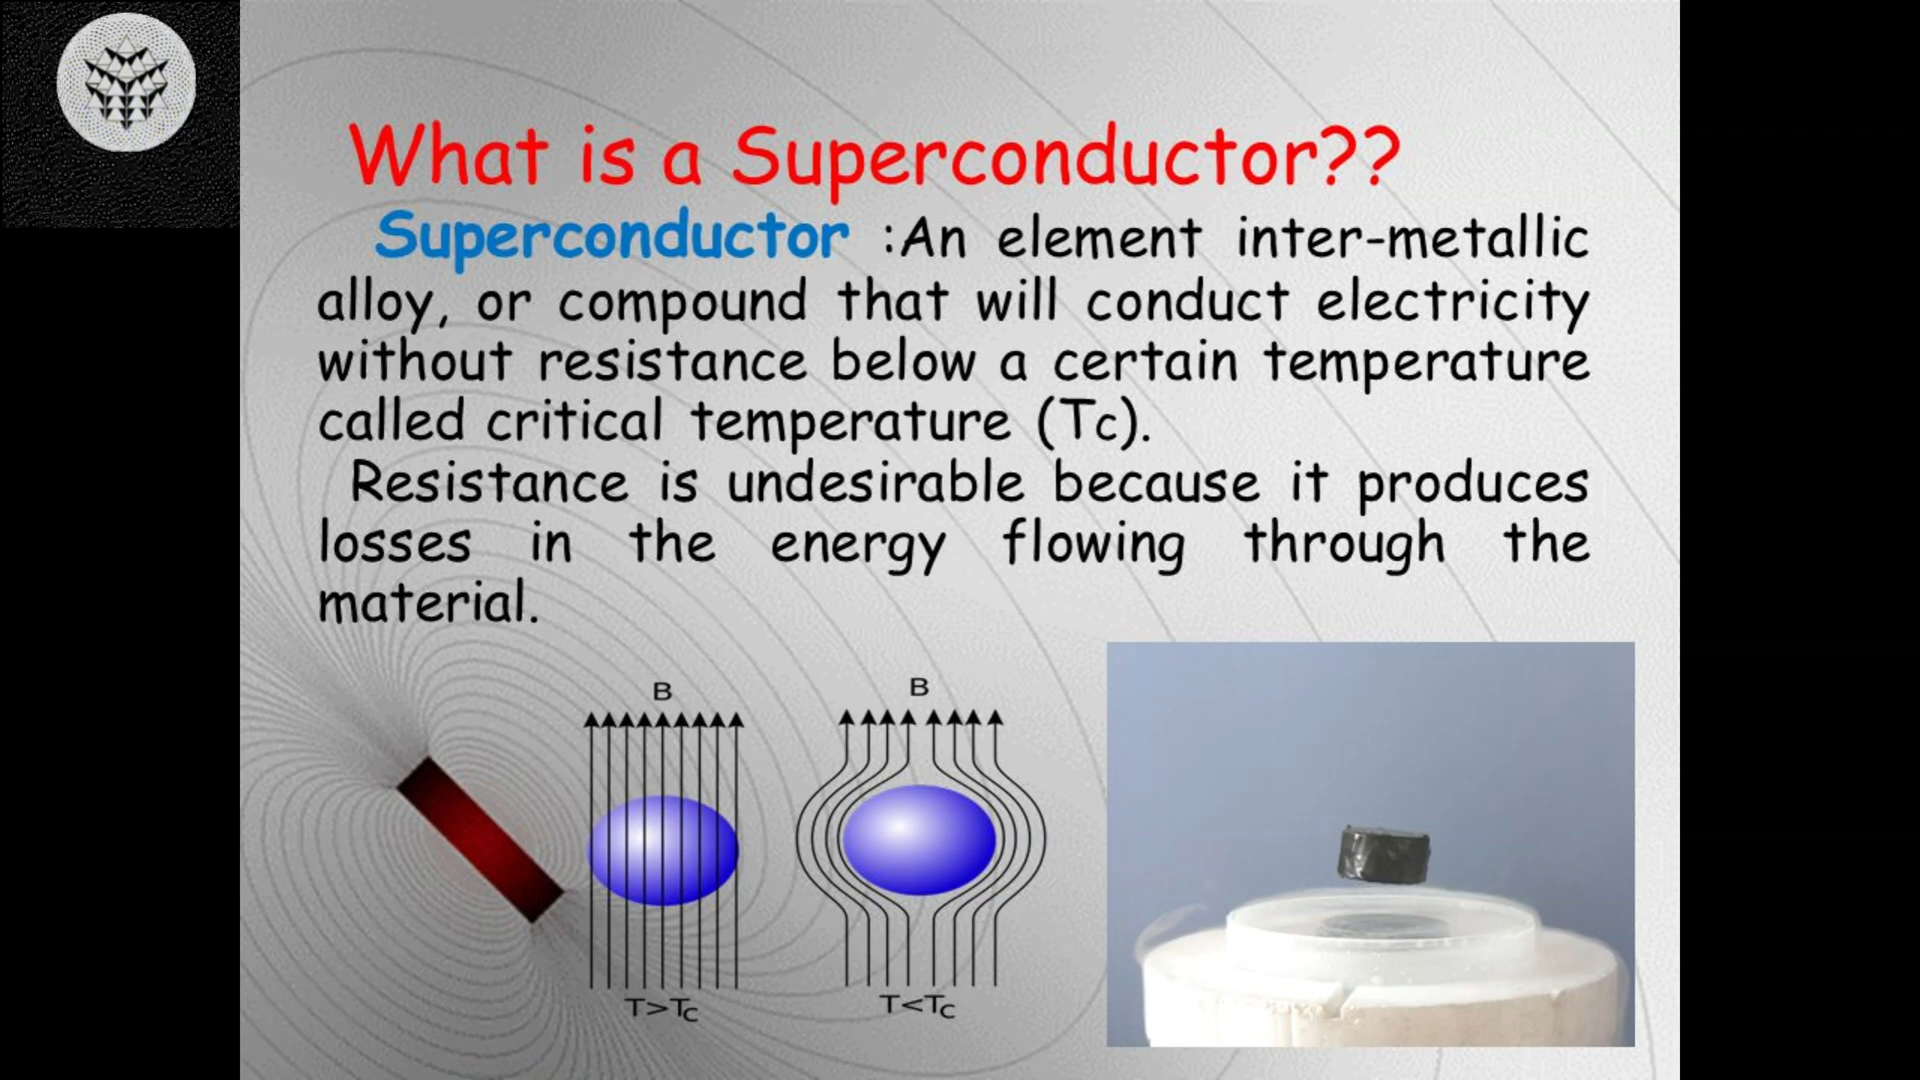 What is a Superconductor??
Superconductor :An element inter-metallic
alloy, or compound that will conduct electricity
without resistance below a certain temperature
called critical temperature (Tc).
Resistance is undesirable because it produces
losses in the energy flowing through the
material.
B
B
T>Tc
T<Tc